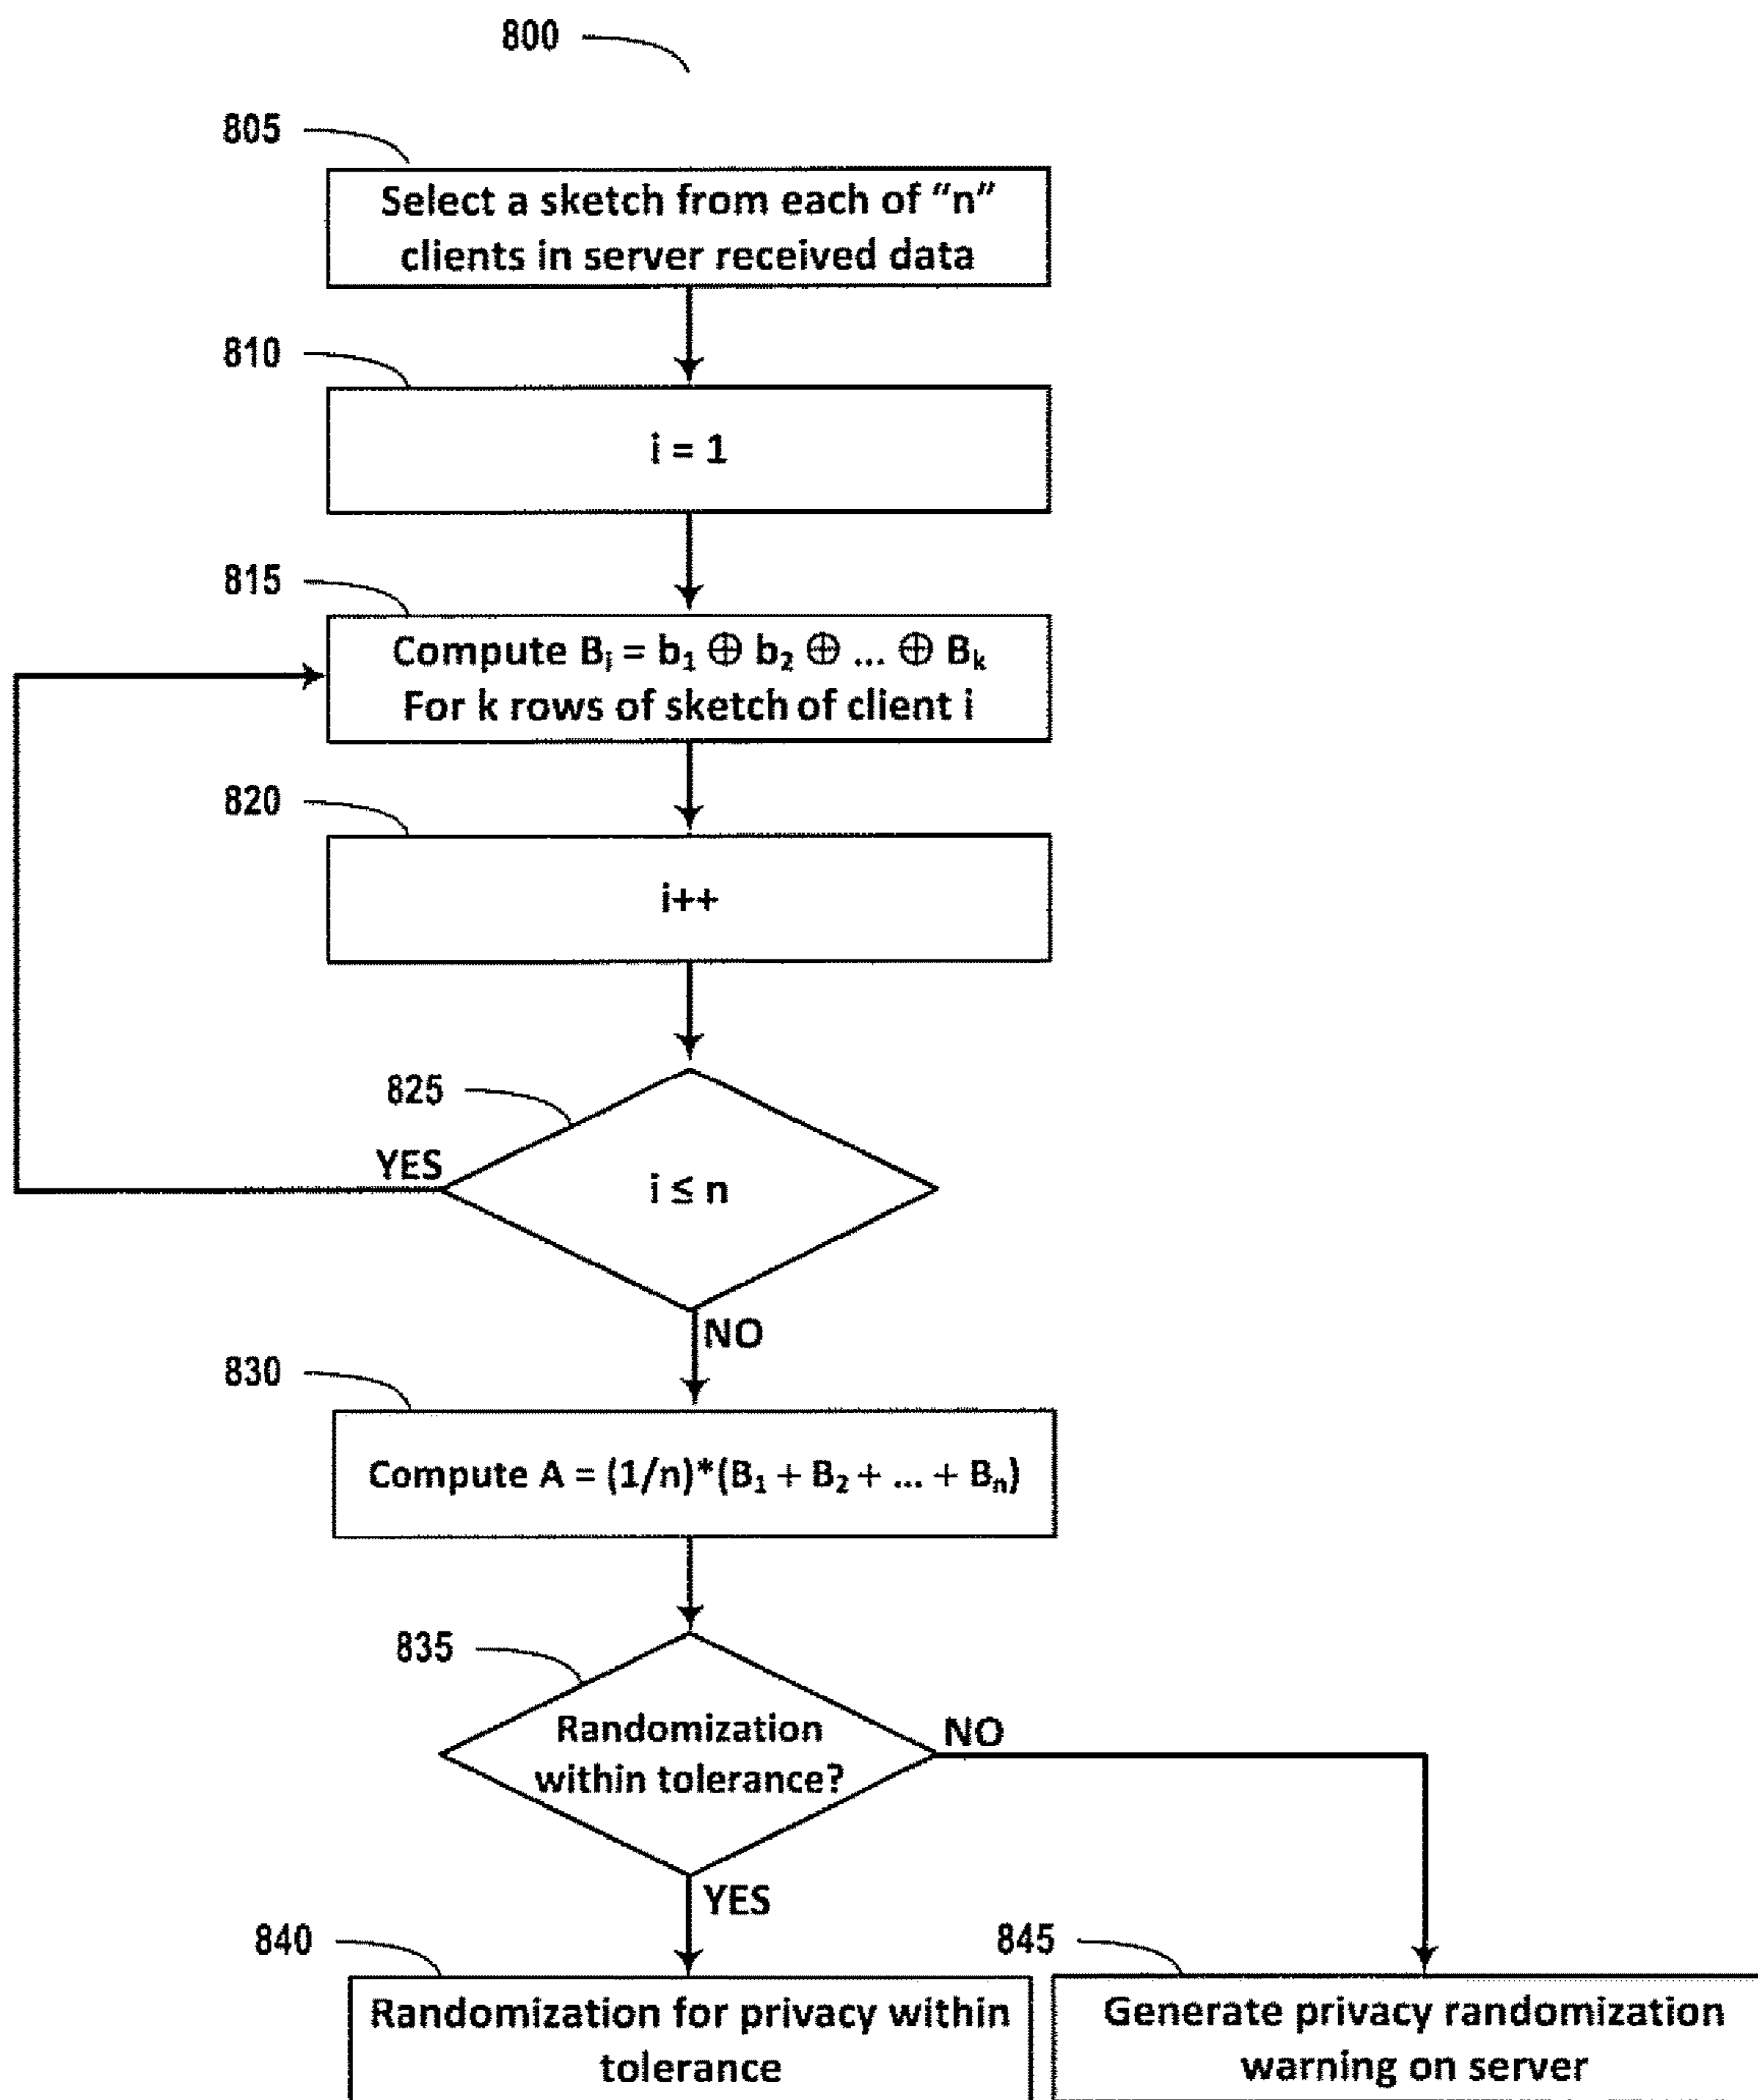 800
805
Select a sketch from each of “n”
clients in server received data
810
i = 1
815
Compute Bᵢ = b₁ ⊕ b₂ ⊕ ... ⊕ Bₖ
For k rows of sketch of client i
820
i++
825
YES
i ≤ n
NO
830
Compute A = (1/n)*(B₁ + B₂ + ... + Bₙ)
835
Randomization
within tolerance?
NO
YES
840
Randomization for privacy within
tolerance
845
Generate privacy randomization
warning on server